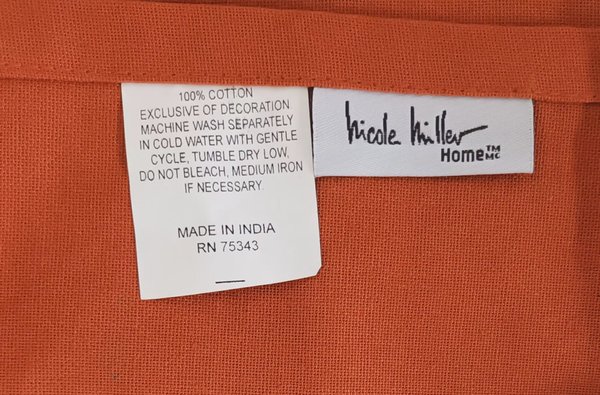 100% COTTON
EXCLUSIVE OF DECORATION
MACHINE WASH SEPARATELY
IN COLD WATER WITH GENTLE
CYCLE, TUMBLE DRY LOW,
DO NOT BLEACH, MEDIUM IRON
IF NECESSARY.
MADE IN INDIA
RN 75343
Nicole Miller
Home™ MC